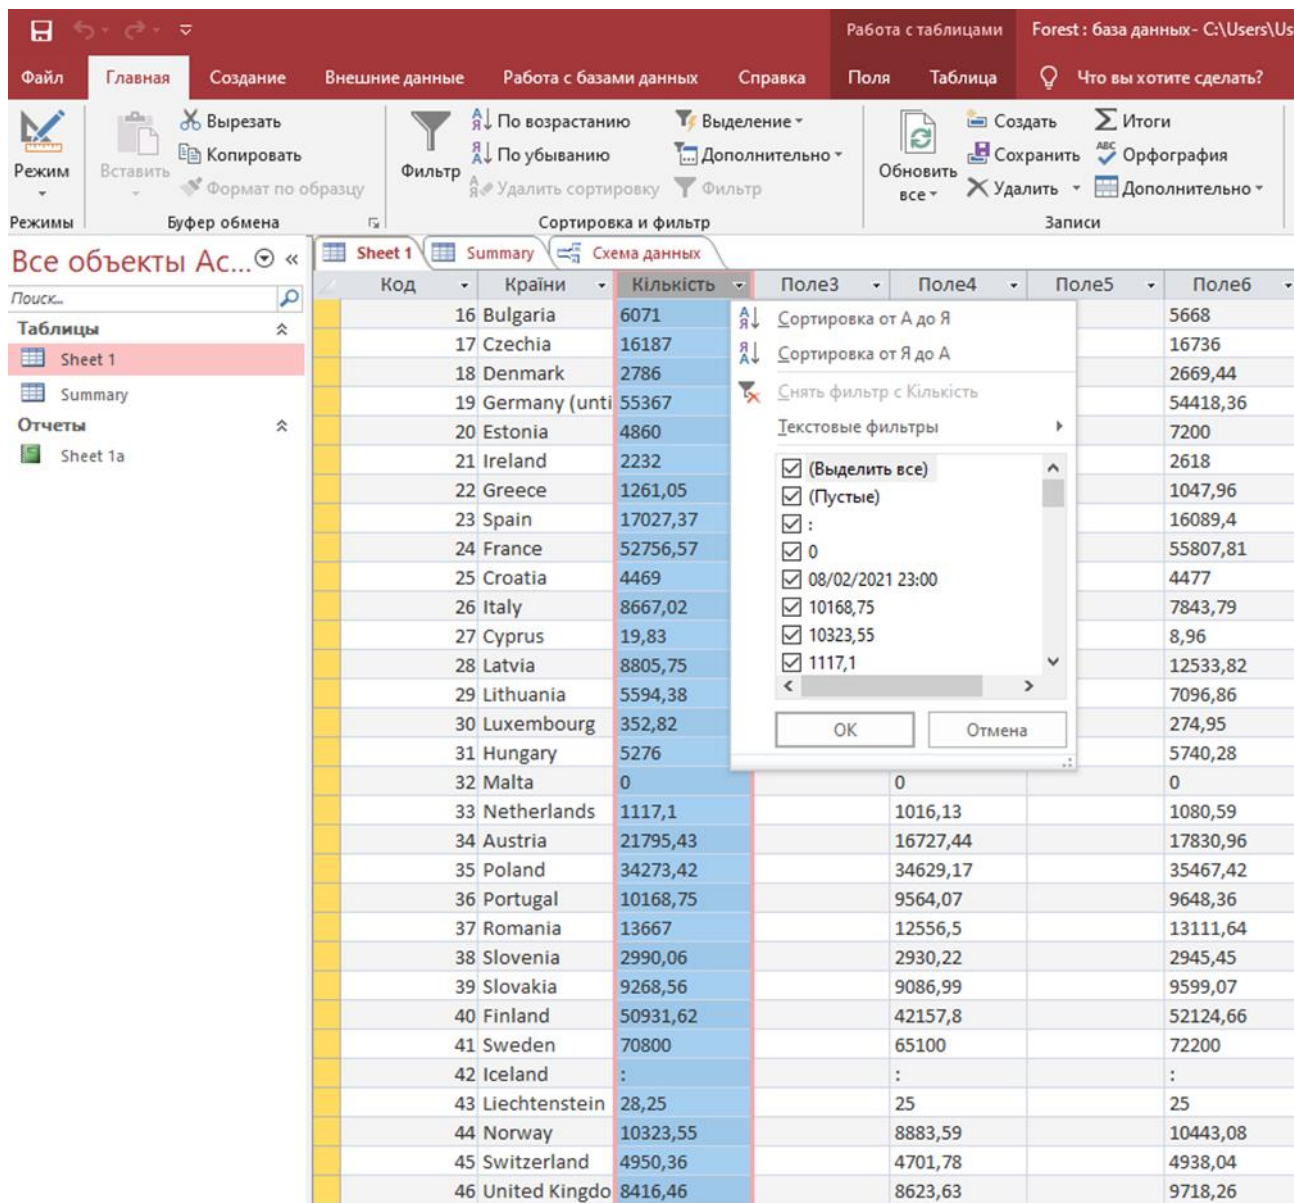 Работа с таблицами Forest : база данных- C:\Users\Us
Файл Главная Создание Внешние данные Работа с базами данных Справка Поля Таблица Что вы хотите сделать?
Вырезать По возрастанию Выделение Создать Итоги
Копировать По убыванию Дополнительно Сохранить Орфография
Режим Вставить Формат по образцу Фильтр Удалить сортировку Фильтр Обновить все Удалить Дополнительно
Режимы Буфер обмена Сортировка и фильтр Записи
Все объекты Ac... «
Поиск...
Таблицы
Sheet 1
Summary
Отчеты
Sheet 1a
Sheet 1 Summary Схема данных
Код Країни Кількість Поле3 Поле4 Поле5 Поле6
16 Bulgaria 6071 5668
17 Czechia 16187 16736
18 Denmark 2786 2669,44
19 Germany (unti 55367 54418,36
20 Estonia 4860 7200
21 Ireland 2232 2618
22 Greece 1261,05 1047,96
23 Spain 17027,37 16089,4
24 France 52756,57 55807,81
25 Croatia 4469 4477
26 Italy 8667,02 7843,79
27 Cyprus 19,83 8,96
28 Latvia 8805,75 12533,82
29 Lithuania 5594,38 7096,86
30 Luxembourg 352,82 274,95
31 Hungary 5276 5740,28
32 Malta 0 0 0
33 Netherlands 1117,1 1016,13 1080,59
34 Austria 21795,43 16727,44 17830,96
35 Poland 34273,42 34629,17 35467,42
36 Portugal 10168,75 9564,07 9648,36
37 Romania 13667 12556,5 13111,64
38 Slovenia 2990,06 2930,22 2945,45
39 Slovakia 9268,56 9086,99 9599,07
40 Finland 50931,62 42157,8 52124,66
41 Sweden 70800 65100 72200
42 Iceland : : :
43 Liechtenstein 28,25 25 25
44 Norway 10323,55 8883,59 10443,08
45 Switzerland 4950,36 4701,78 4938,04
46 United Kingdo 8416,46 8623,63 9718,26
Сортировка от А до Я
Сортировка от Я до А
Снять фильтр с Кількість
Текстовые фильтры
(Выделить все)
(Пустые)
:
0
08/02/2021 23:00
10168,75
10323,55
1117,1
ОК Отмена